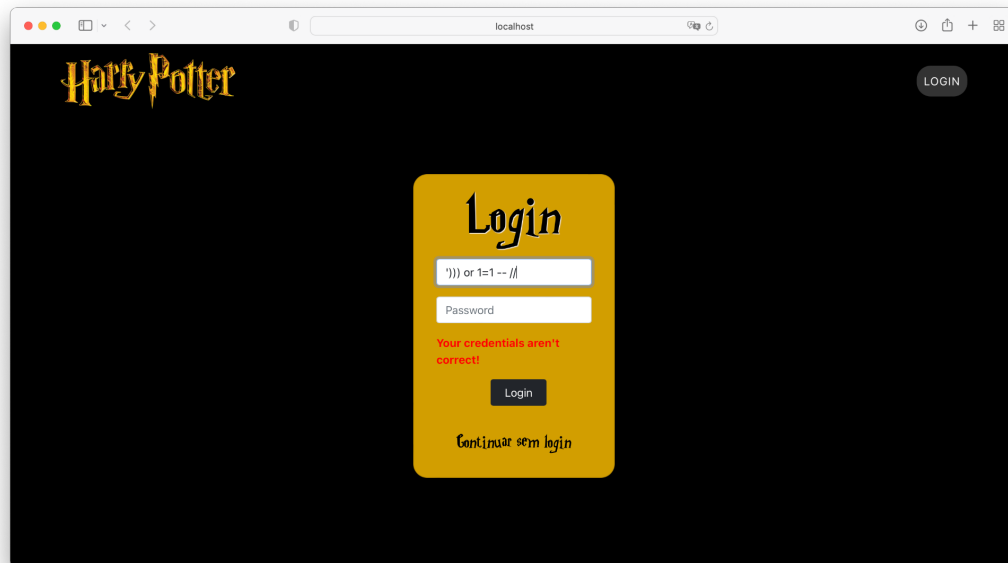 localhost
Harry Potter
LOGIN
Login
'))) or 1=1 -- //
Password
Your credentials aren't
correct!
Login
Continuar sem login